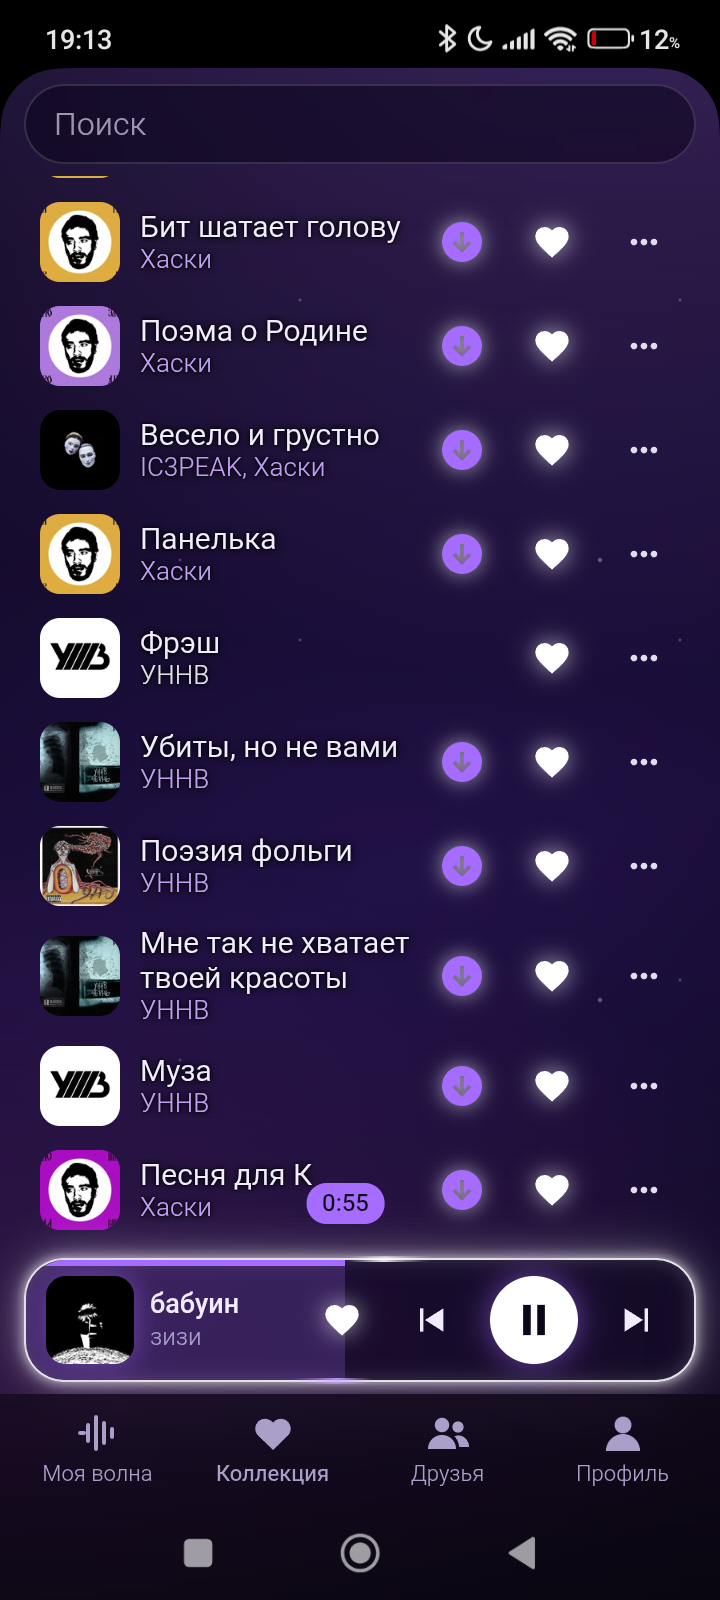 19:13
12%
Поиск
Бит шатает голову
Хаски
Поэма о Родине
Хаски
Весело и грустно
IC3PEAK, Хаски
Панелька
Хаски
Фрэш
УННВ
Убиты, но не вами
УННВ
Поэзия фольги
УННВ
Мне так не хватает
твоей красоты
УННВ
Муза
УННВ
Песня для К
Хаски
0:55
бабуин
зизи
Моя волна
Коллекция
Друзья
Профиль